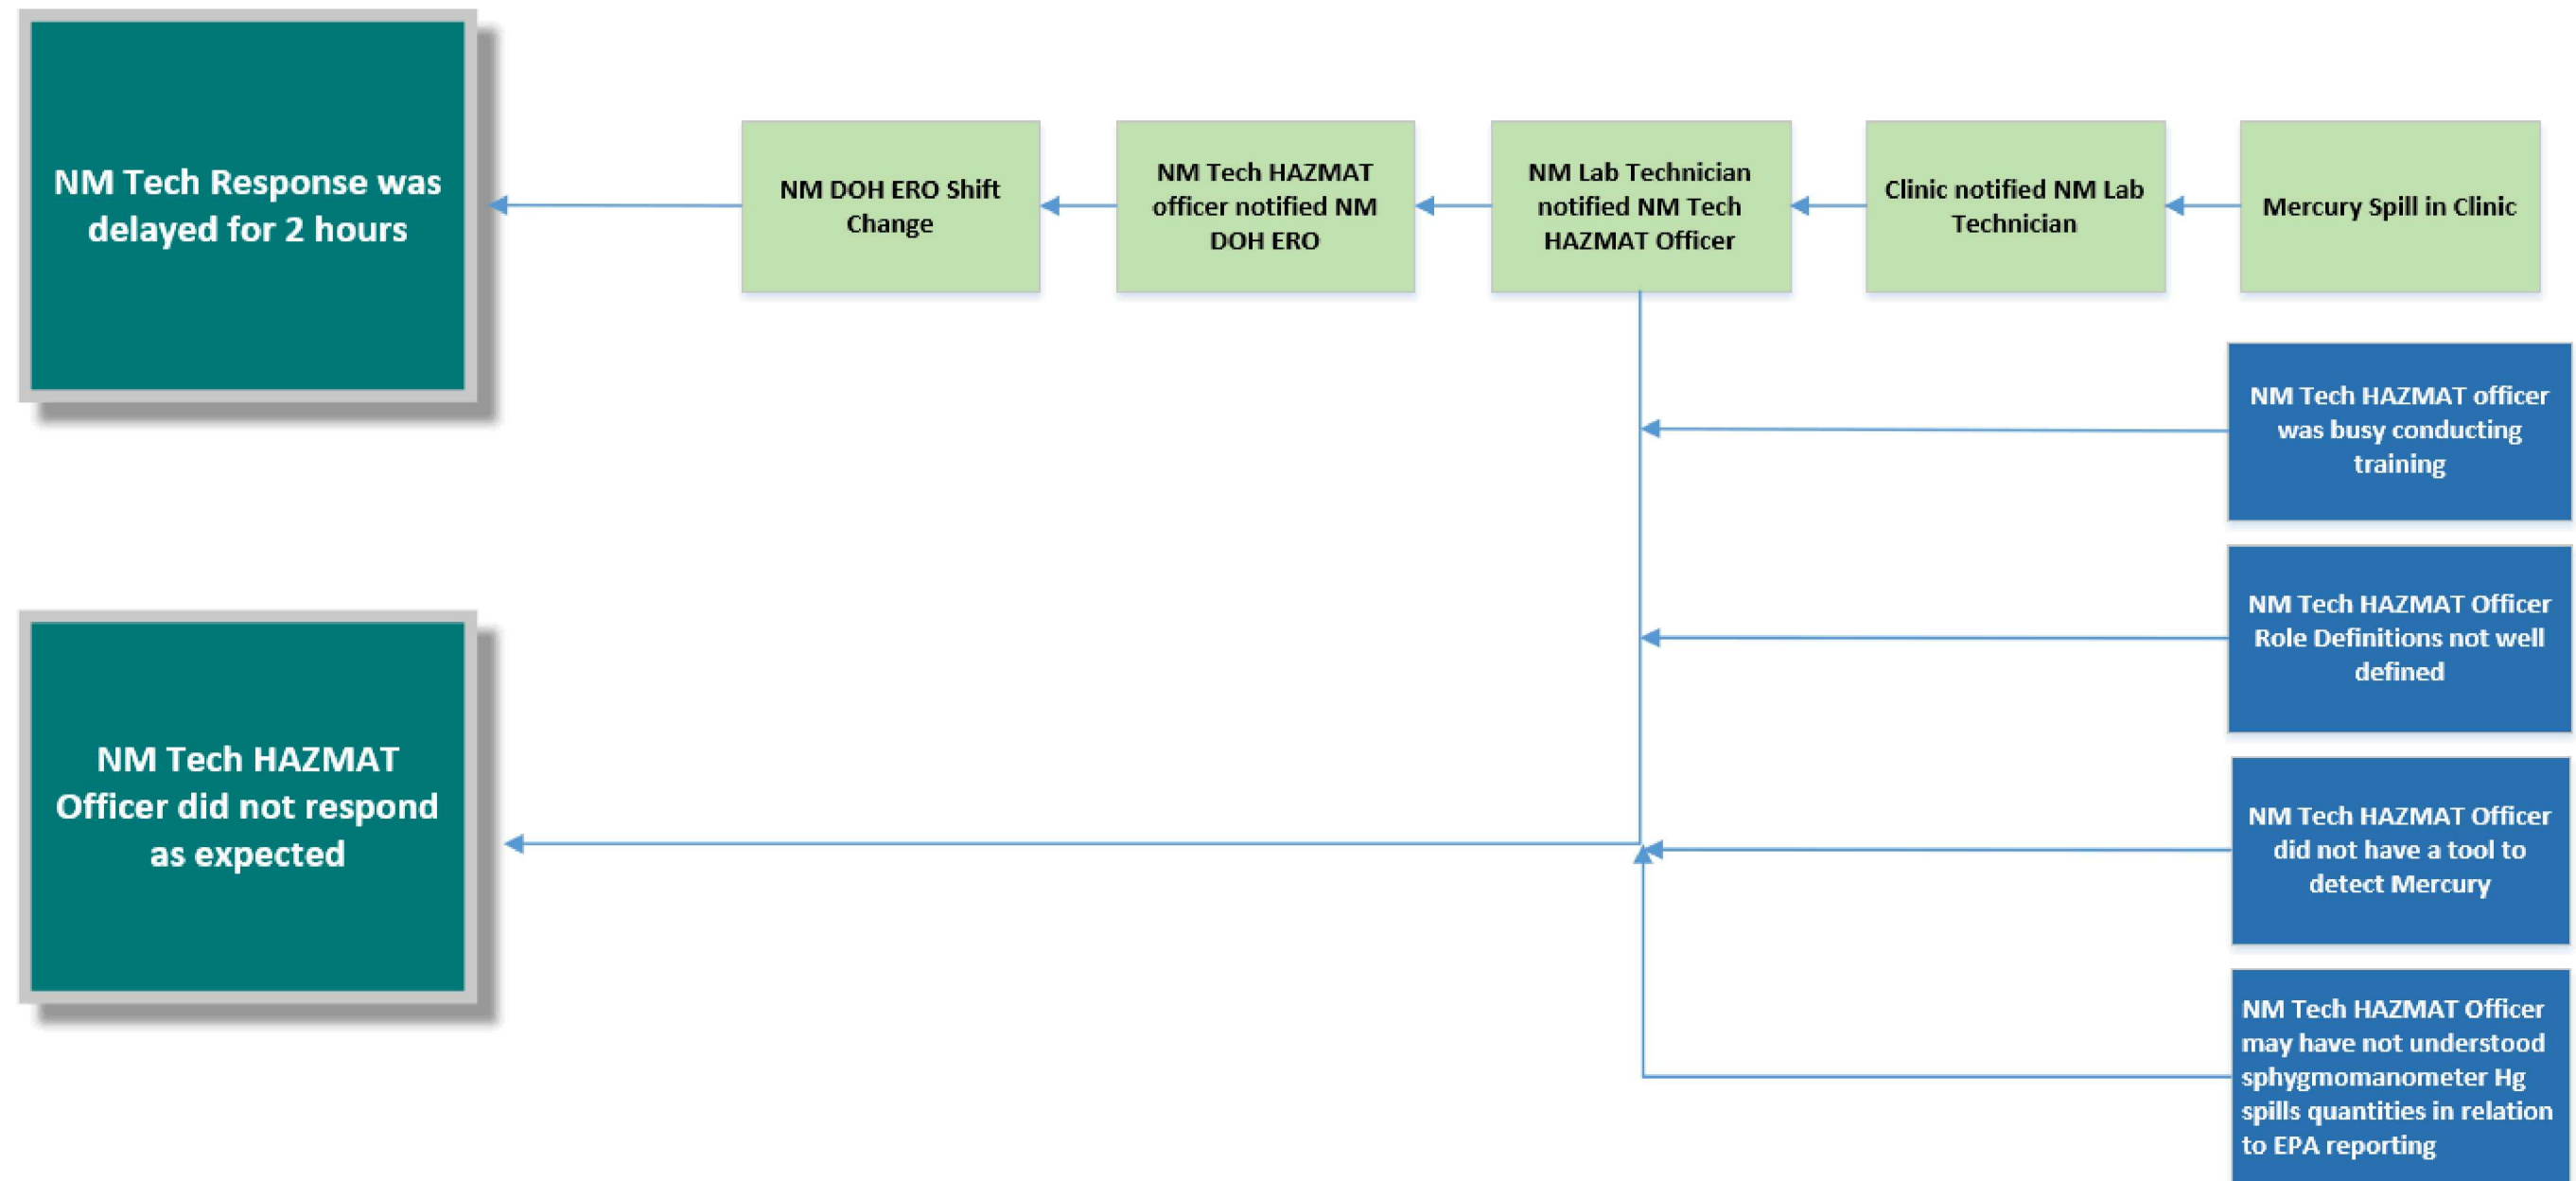 NM Tech Response was
delayed for 2 hours
NM DOH ERO Shift
Change
NM Tech HAZMAT
officer notified NM
DOH ERO
NM Lab Technician
notified NM Tech
HAZMAT Officer
Clinic notified NM Lab
Technician
Mercury Spill in Clinic
NM Tech HAZMAT officer
was busy conducting
training
NM Tech HAZMAT Officer
Role Definitions not well
defined
NM Tech HAZMAT
Officer did not respond
as expected
NM Tech HAZMAT Officer
did not have a tool to
detect Mercury
NM Tech HAZMAT Officer
may have not understood
sphygmomanometer Hg
spills quantities in relation
to EPA reporting